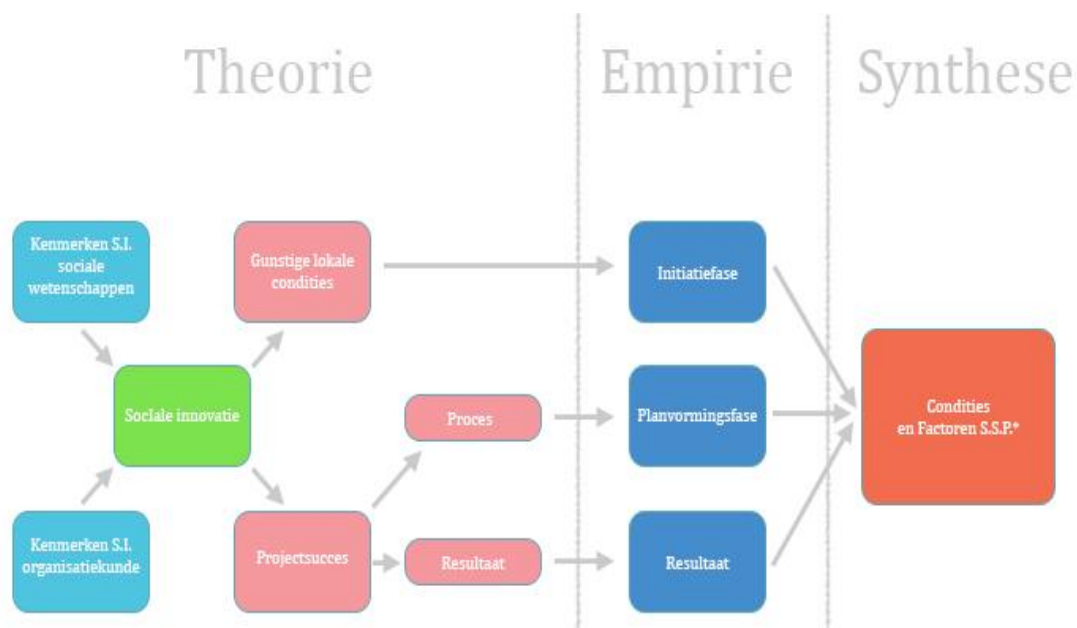 Theorie
Empirie
Synthese
Kenmerken S.I.
sociale
wetenschappen
Gunstige lokale
condities
Initiatiefase
Sociale innovatie
Proces
Planvormingsfase
Condities
en Factoren S.S.P.*
Kenmerken S.I.
organisatiekunde
Projectsucces
Resultaat
Resultaat